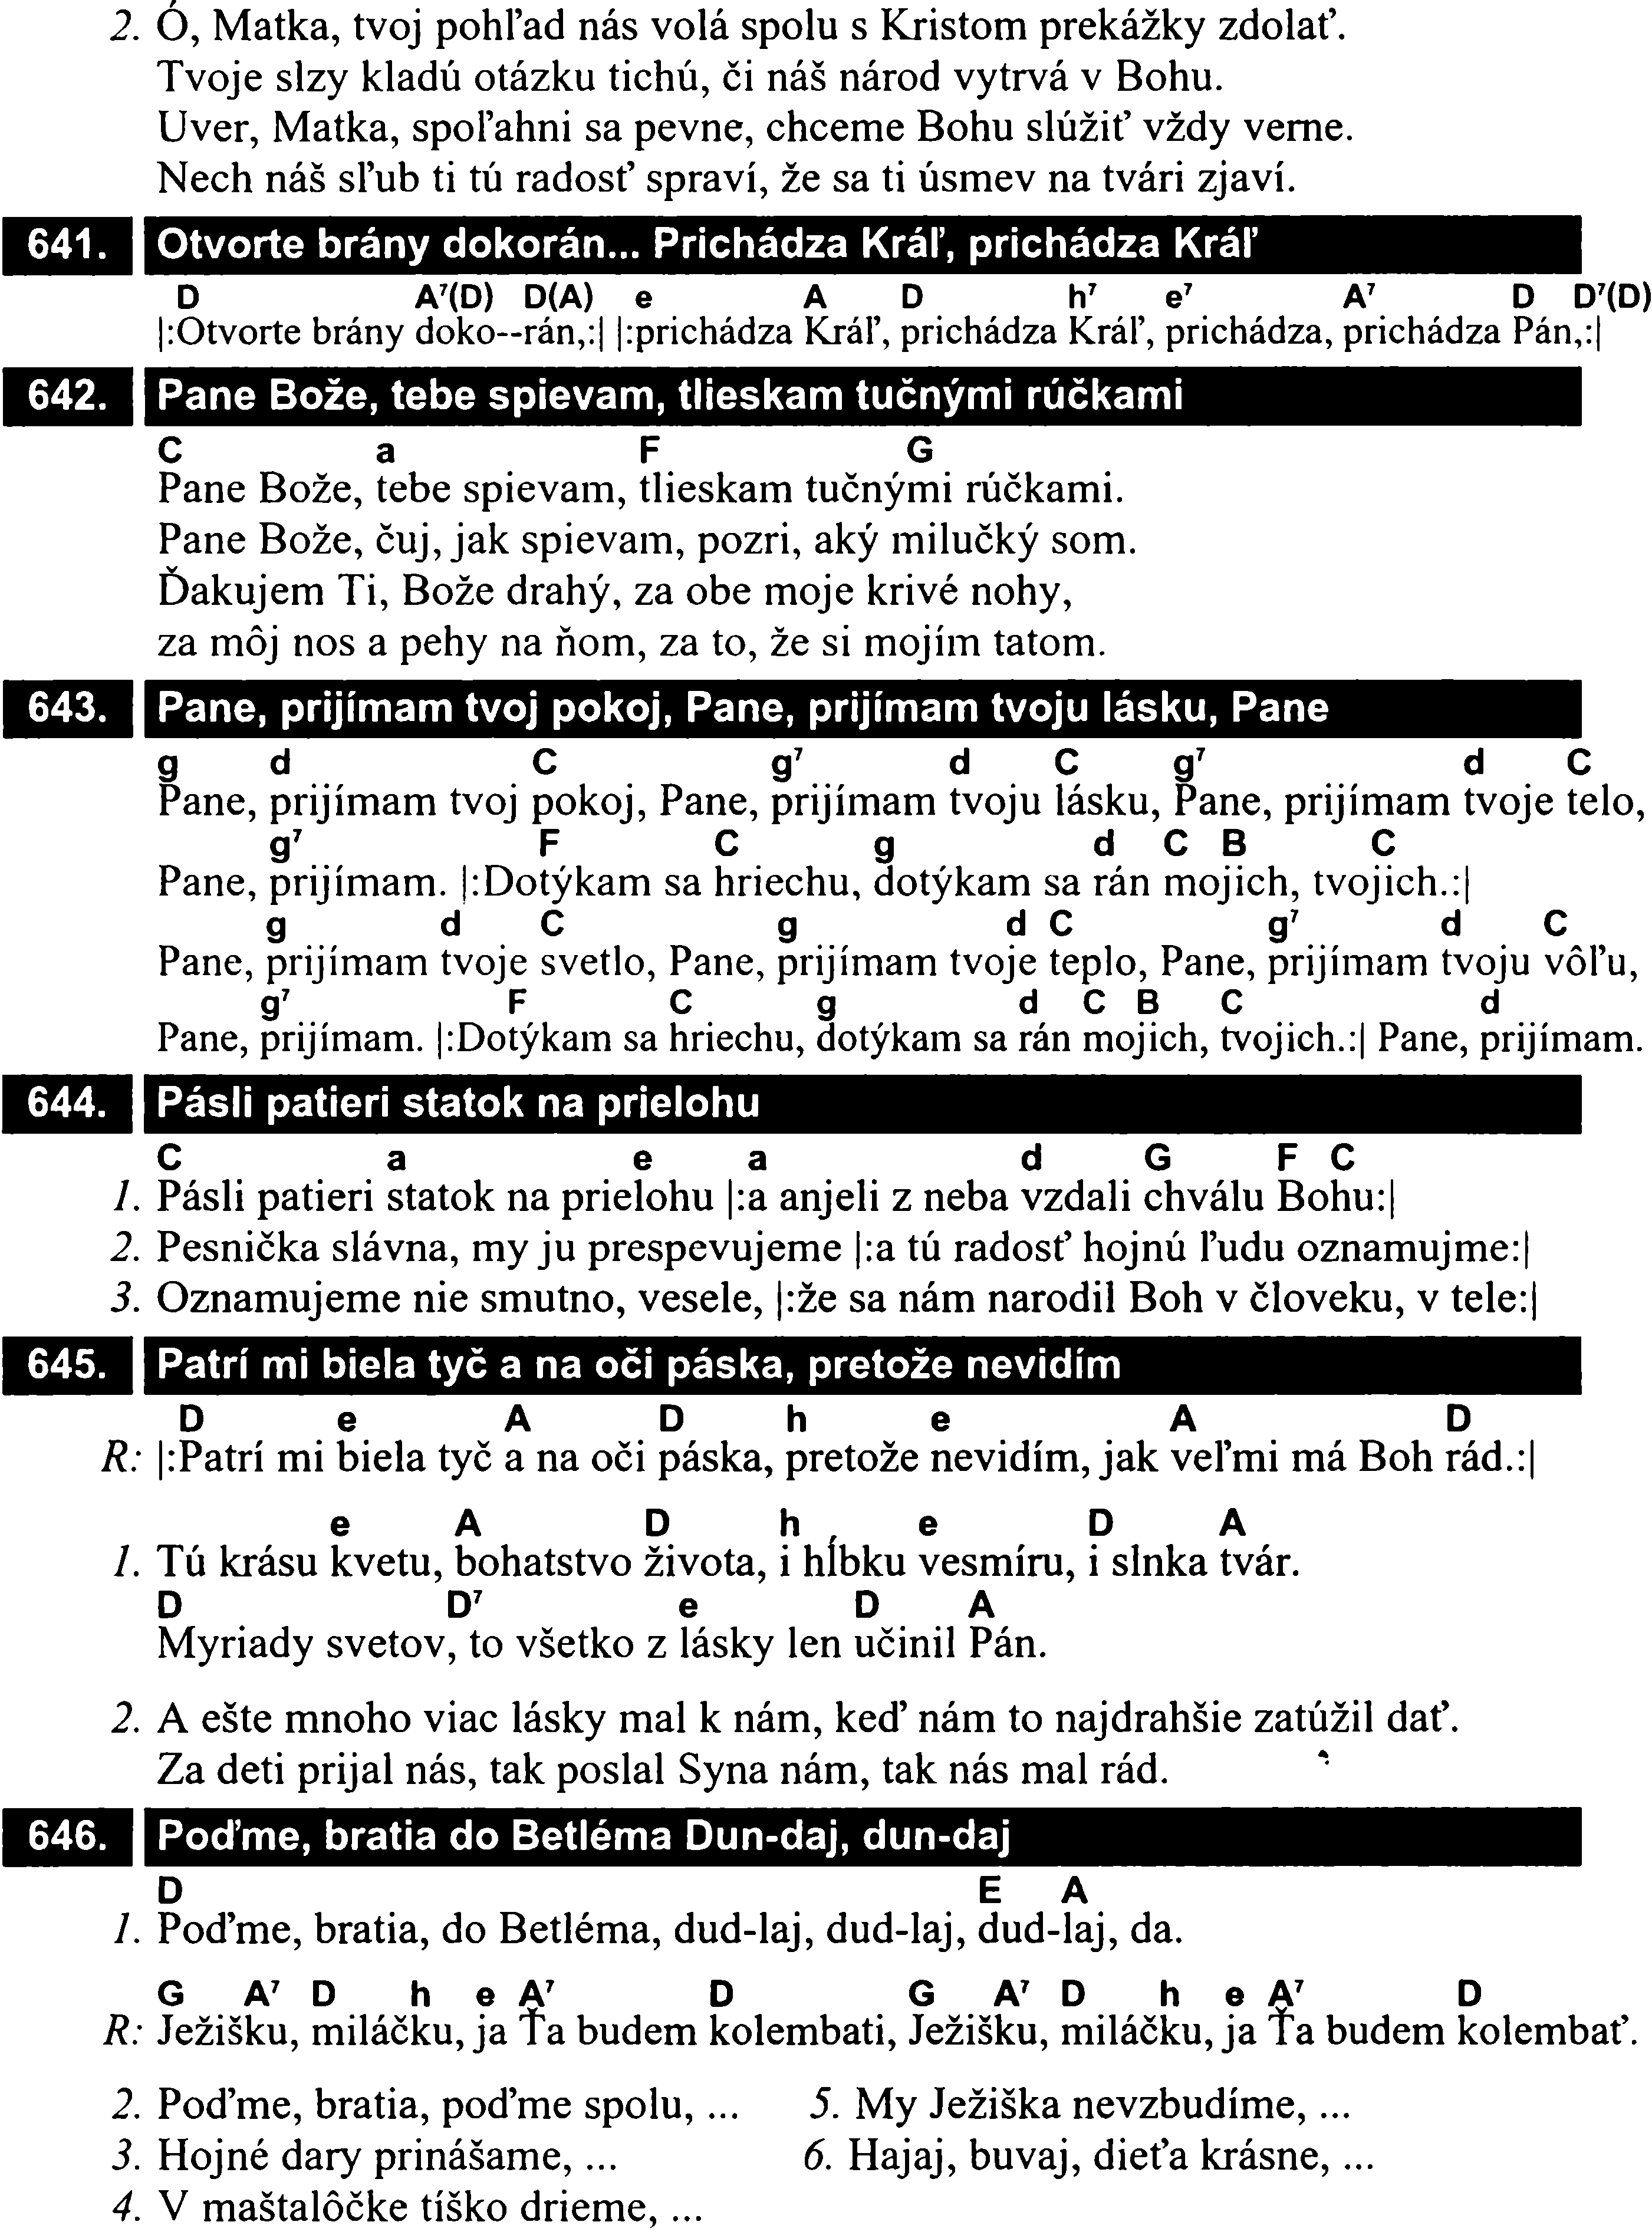 2. Ó, Matka, tvoj pohľad nás volá spolu s Kristom prekážky zdolať.
Tvoje slzy kladú otázku tichú, či náš národ vytrvá v Bohu.
Uver, Matka, spoľahni sa pevne, chceme Bohu slúžiť vždy verne.
Nech náš sľub ti tú radosť spraví, že sa ti úsmev na tvári zjaví.
641. Otvorte brány dokorán... Prichádza Kráľ, prichádza Kráľ
D A⁷(D) D(A) e A D h⁷ e⁷ A⁷ D D⁷(D)
|:Otvorte brány doko--rán,:| |:prichádza Kráľ, prichádza Kráľ, prichádza, prichádza Pán,:|
642. Pane Bože, tebe spievam, tlieskam tučnými rúčkami
C a F G
Pane Bože, tebe spievam, tlieskam tučnými rúčkami.
Pane Bože, čuj, jak spievam, pozri, aký milučký som.
Ďakujem Ti, Bože drahý, za obe moje krivé nohy,
za môj nos a pehy na ňom, za to, že si mojím tatom.
643. Pane, prijímam tvoj pokoj, Pane, prijímam tvoju lásku, Pane
g d C g⁷ d C g⁷ d C
Pane, prijímam tvoj pokoj, Pane, prijímam tvoju lásku, Pane, prijímam tvoje telo,
g⁷ F C g d C B C
Pane, prijímam. |:Dotýkam sa hriechu, dotýkam sa rán mojich, tvojich.:|
g d C g d C g⁷ d C
Pane, prijímam tvoje svetlo, Pane, prijímam tvoje teplo, Pane, prijímam tvoju vôľu,
g⁷ F C g d C B C d
Pane, prijímam. |:Dotýkam sa hriechu, dotýkam sa rán mojich, tvojich.:| Pane, prijímam.
644. Pásli patieri statok na prielohu
C a e a d G F C
1. Pásli patieri statok na prielohu |:a anjeli z neba vzdali chválu Bohu:|
2. Pesnička slávna, my ju prespevujeme |:a tú radosť hojnú ľudu oznamujme:|
3. Oznamujeme nie smutno, vesele, |:že sa nám narodil Boh v človeku, v tele:|
645. Patrí mi biela tyč a na oči páska, pretože nevidím
D e A D h e A D
R: |:Patrí mi biela tyč a na oči páska, pretože nevidím, jak veľmi má Boh rád.:|
e A D h e D A
1. Tú krásu kvetu, bohatstvo života, i hĺbku vesmíru, i slnka tvár.
D D⁷ e D A
Myriady svetov, to všetko z lásky len učinil Pán.
2. A ešte mnoho viac lásky mal k nám, keď nám to najdrahšie zatúžil dať.
Za deti prijal nás, tak poslal Syna nám, tak nás mal rád.
646. Poďme, bratia do Betléma Dun-daj, dun-daj
D E A
1. Poďme, bratia, do Betléma, dud-laj, dud-laj, dud-laj, da.
G A⁷ D h e A⁷ D G A⁷ D h e A⁷ D
R: Ježišku, miláčku, ja Ťa budem kolembati, Ježišku, miláčku, ja Ťa budem kolembať.
2. Poďme, bratia, poďme spolu, ...
3. Hojné dary prinášame, ...
4. V maštalôčke tíško drieme, ...
5. My Ježiška nevzbudíme, ...
6. Hajaj, buvaj, dieťa krásne, ...